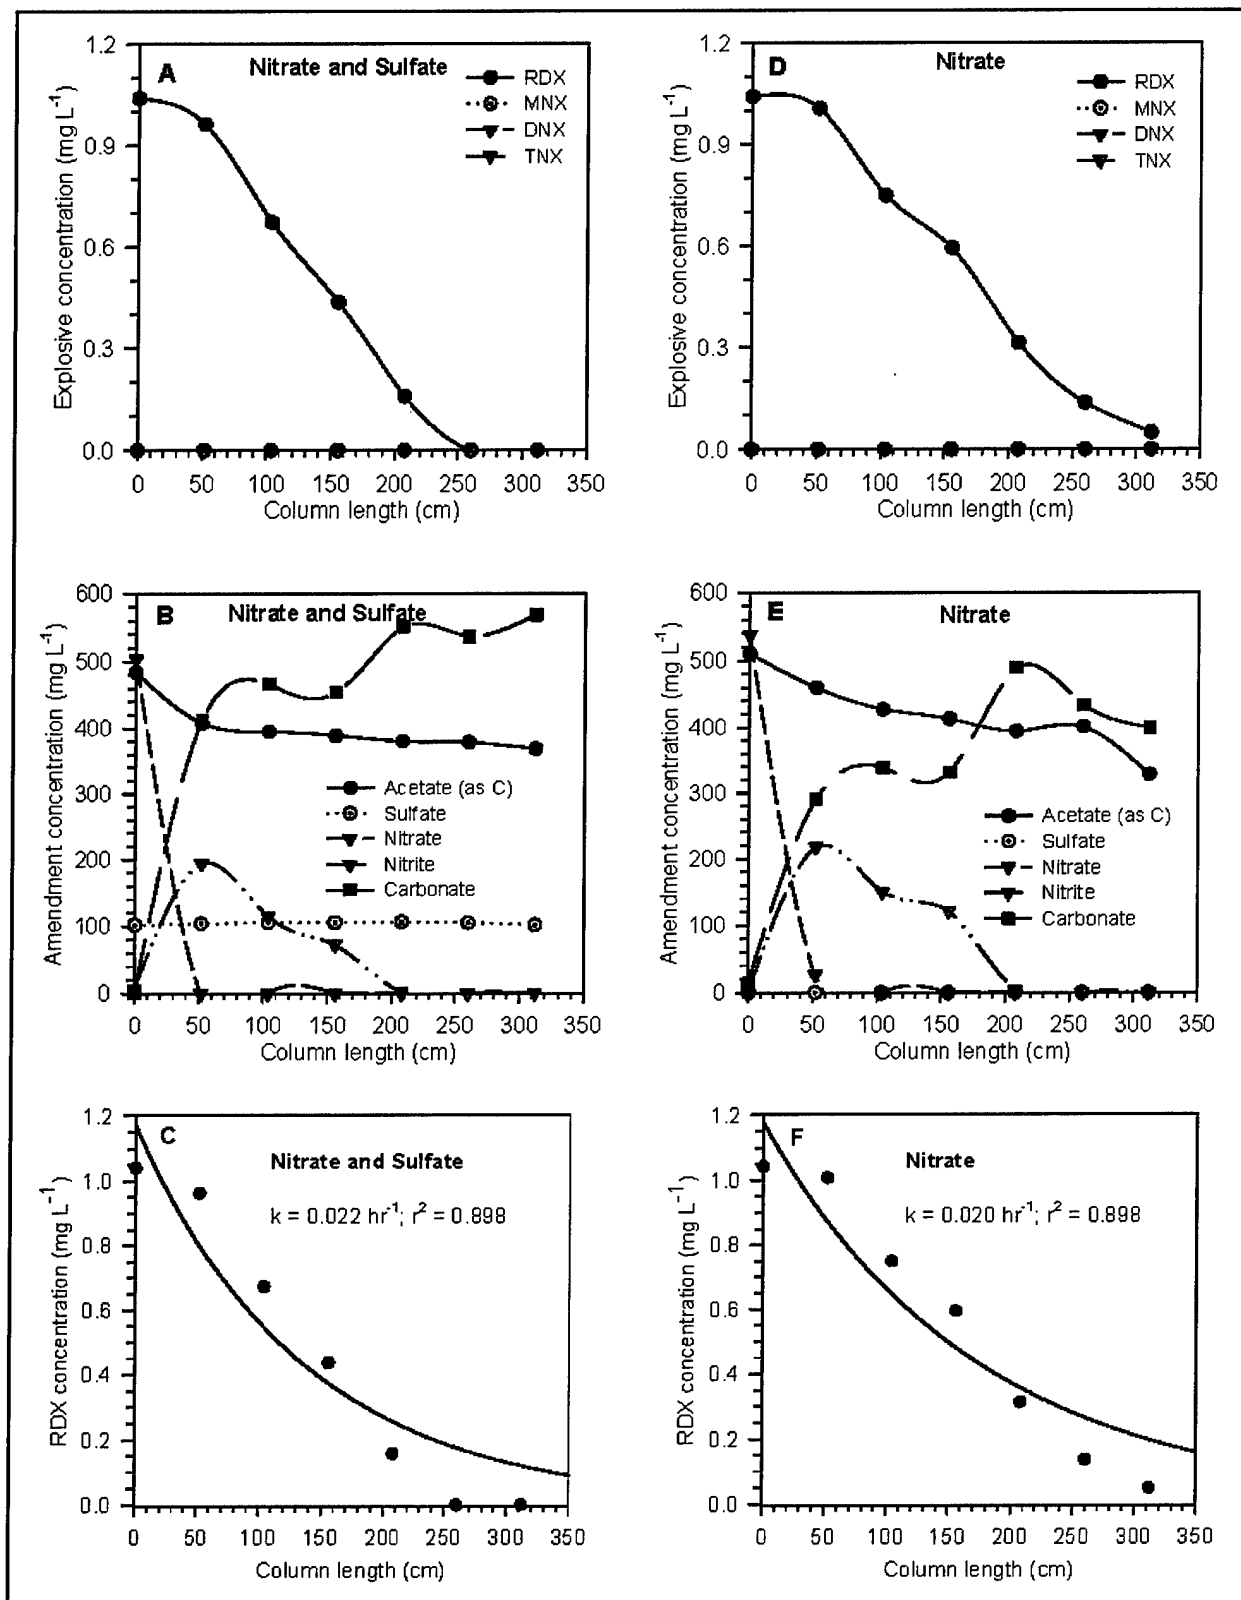 A
Nitrate and Sulfate
RDX
MNX
DNX
TNX
Explosive concentration (mg L⁻¹)
1.2
0.9
0.6
0.3
0.0
0 50 100 150 200 250 300 350
Column length (cm)
D
Nitrate
RDX
MNX
DNX
TNX
Explosive concentration (mg L⁻¹)
1.2
0.9
0.6
0.3
0.0
0 50 100 150 200 250 300 350
Column length (cm)
B
Nitrate and Sulfate
Acetate (as C)
Sulfate
Nitrate
Nitrite
Carbonate
Amendment concentration (mg L⁻¹)
600
500
400
300
200
100
0
0 50 100 150 200 250 300 350
Column length (cm)
E
Nitrate
Acetate (as C)
Sulfate
Nitrate
Nitrite
Carbonate
Amendment concentration (mg L⁻¹)
600
500
400
300
200
100
0
0 50 100 150 200 250 300 350
Column length (cm)
C
Nitrate and Sulfate
k = 0.022 hr⁻¹; r² = 0.898
RDX concentration (mg L⁻¹)
1.2
1.0
0.8
0.6
0.4
0.2
0.0
0 50 100 150 200 250 300 350
Column length (cm)
F
Nitrate
k = 0.020 hr⁻¹; r² = 0.898
RDX concentration (mg L⁻¹)
1.2
1.0
0.8
0.6
0.4
0.2
0.0
0 50 100 150 200 250 300 350
Column length (cm)